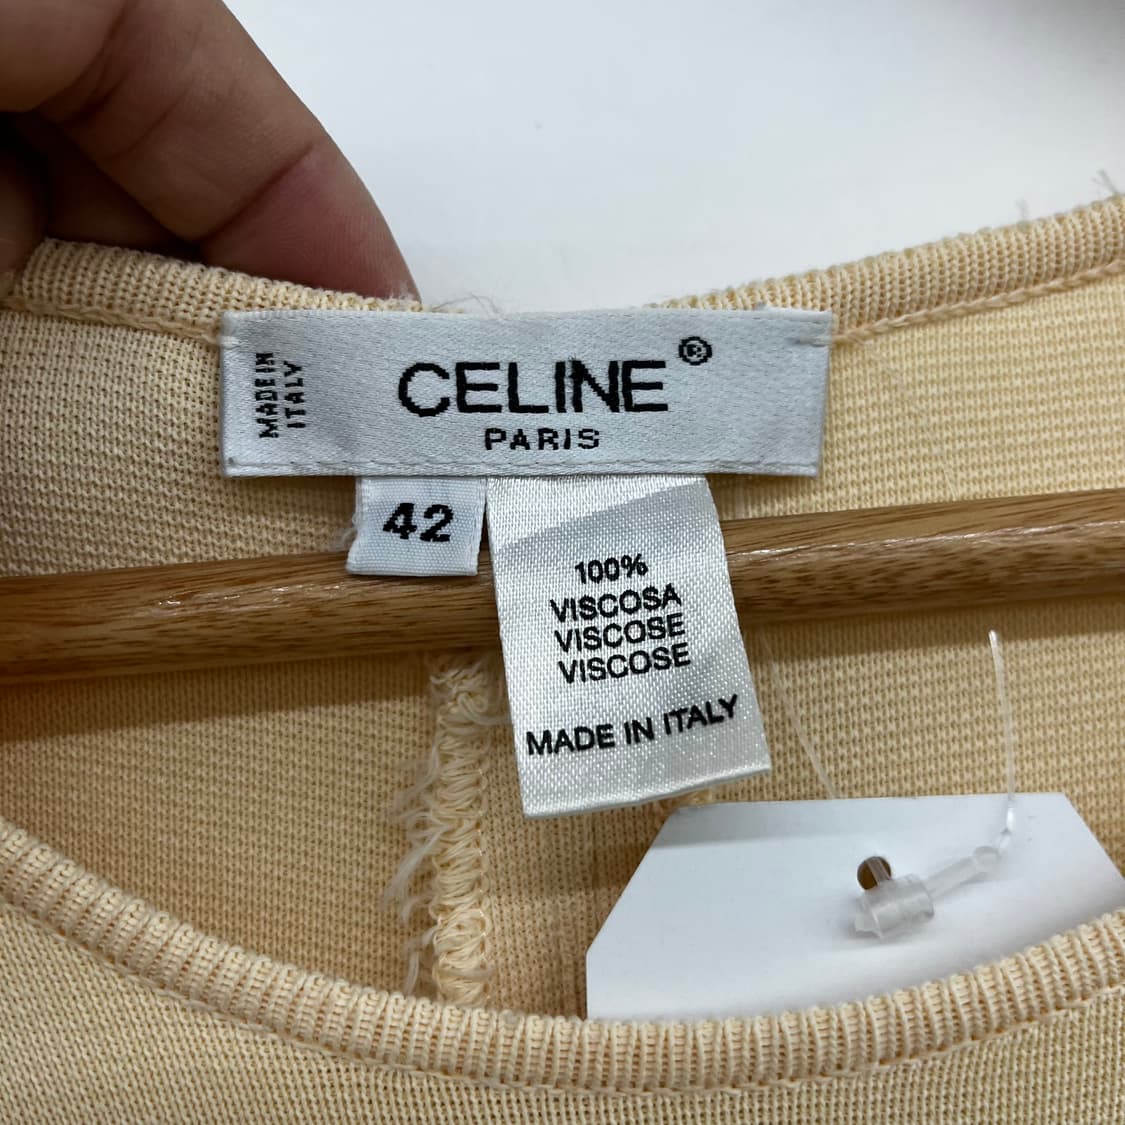 MADE IN
ITALY
CELINE®
PARIS
42
100%
VISCOSA
VISCOSE
VISCOSE
MADE IN ITALY